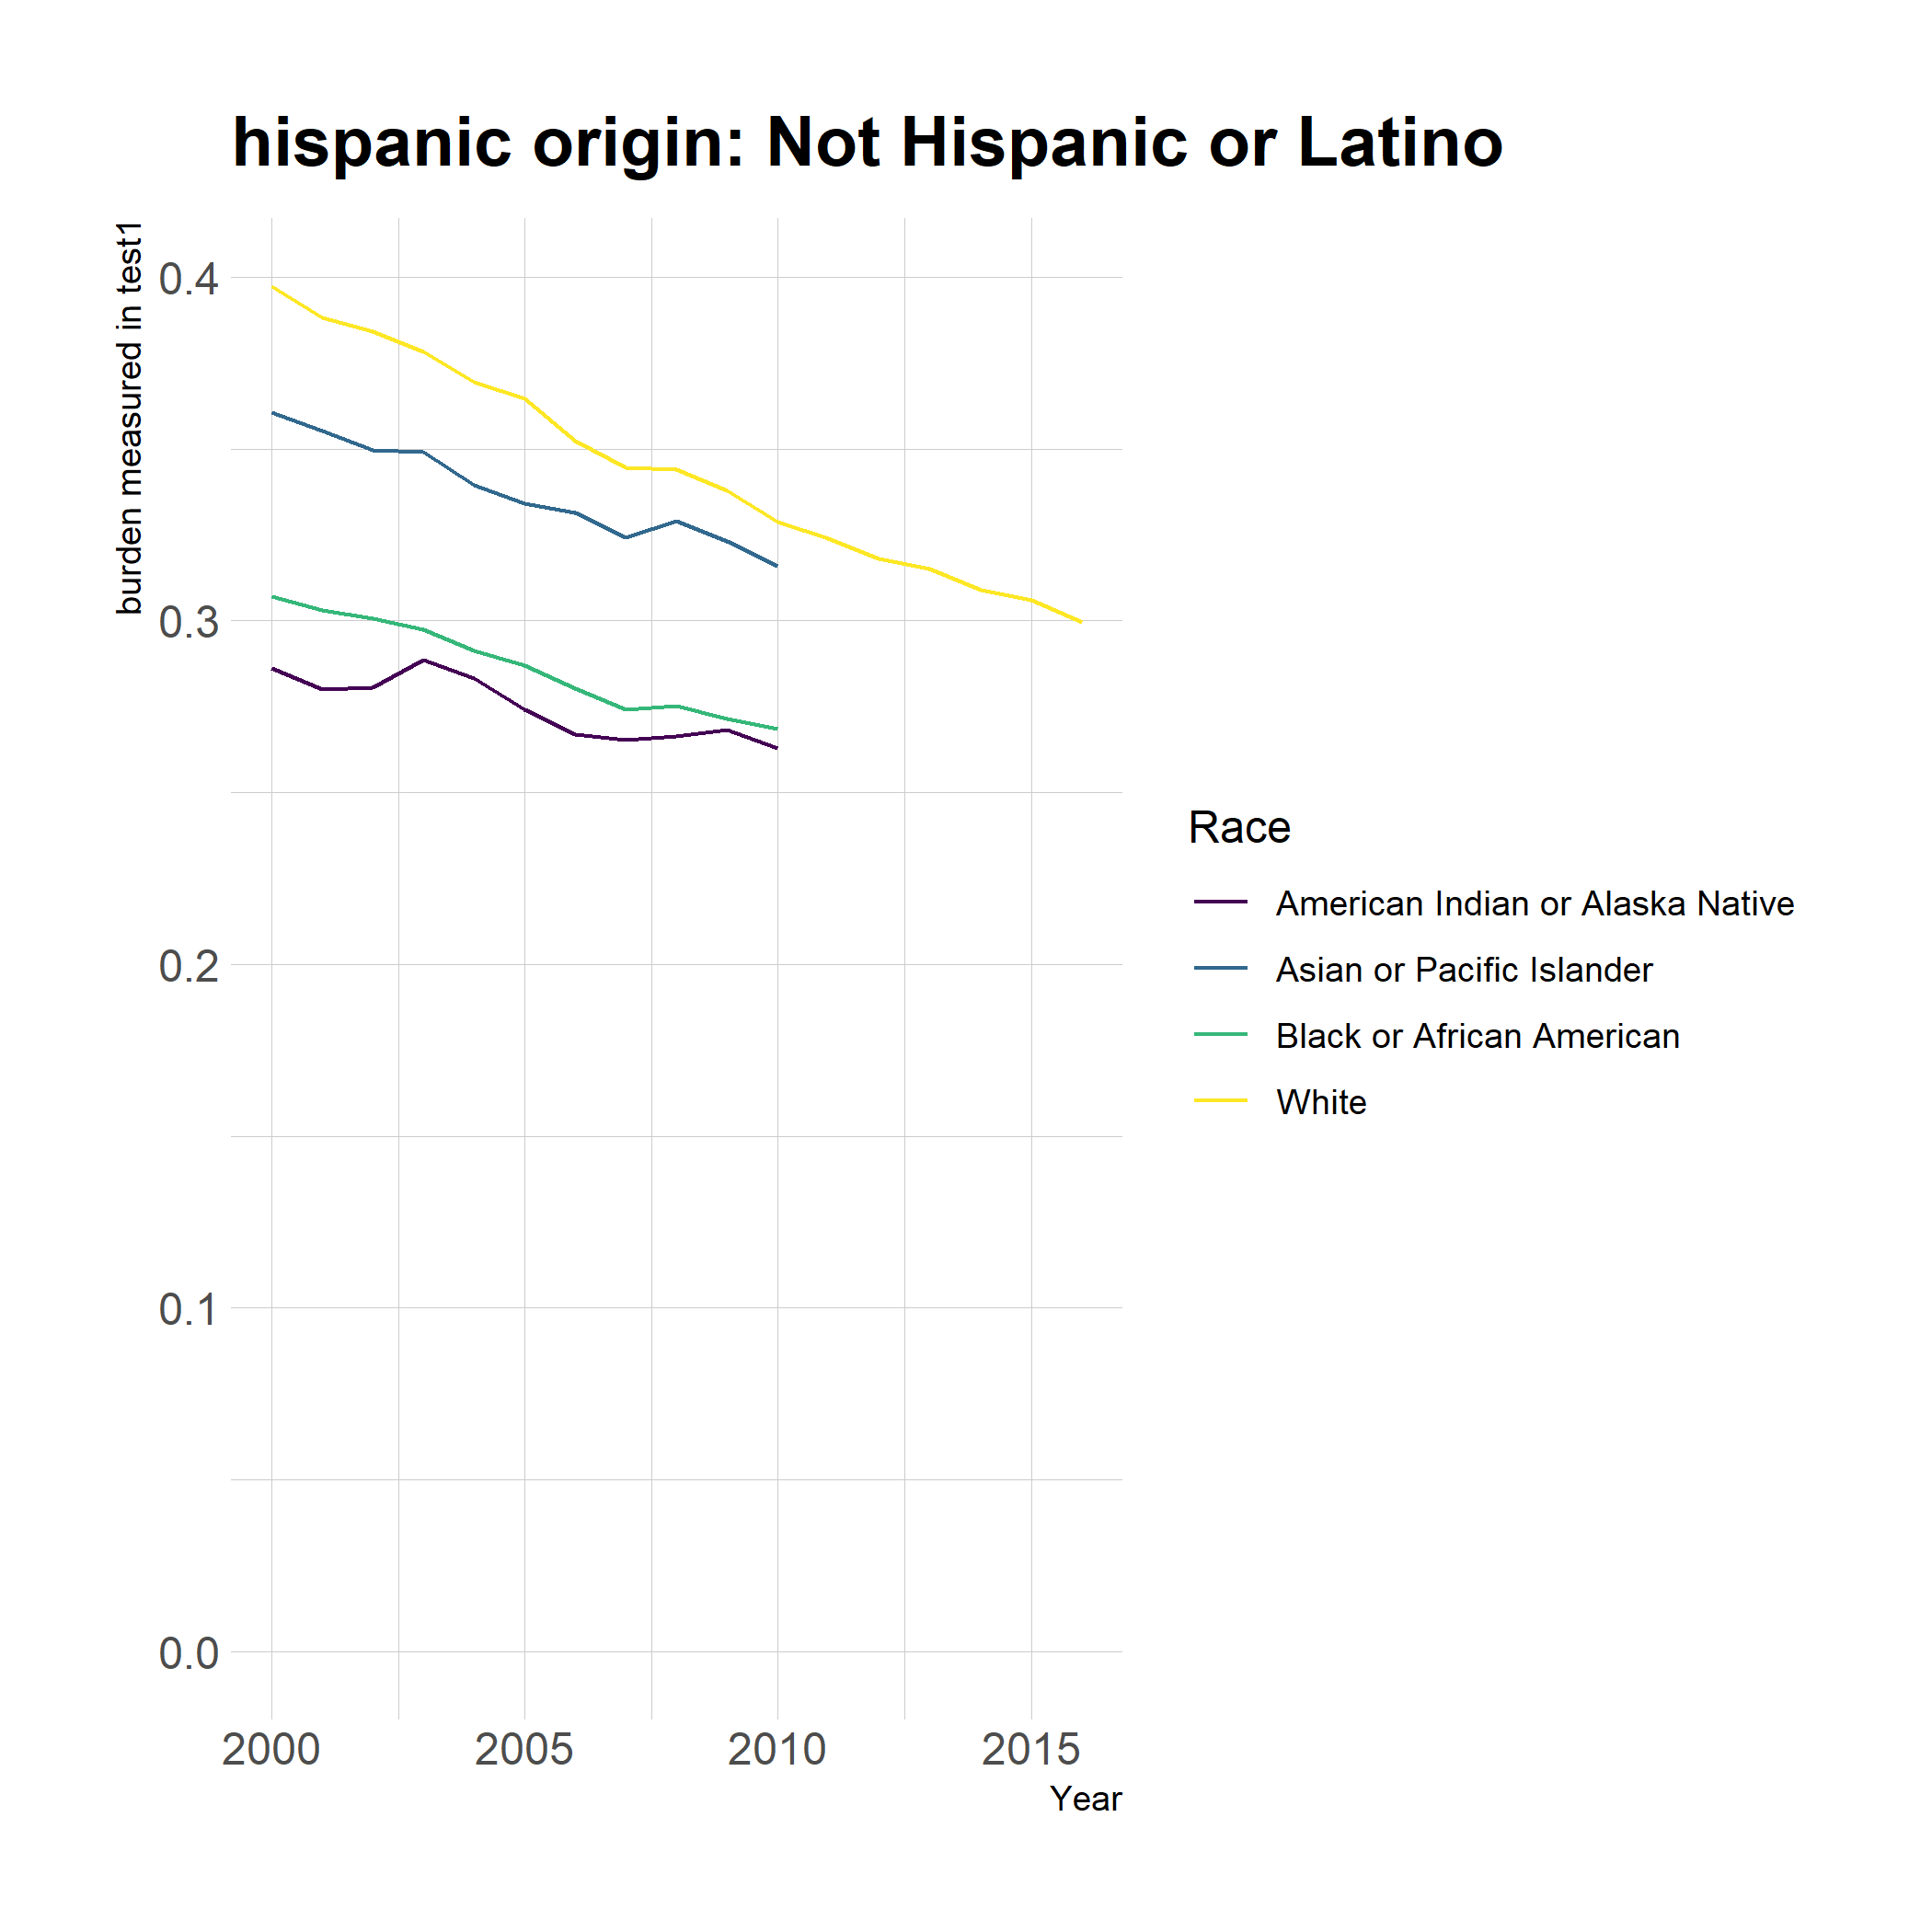 hispanic origin: Not Hispanic or Latino
burden measured in test1
0.4
0.3
0.2
0.1
0.0
2000 2005 2010 2015
Year
Race
American Indian or Alaska Native
Asian or Pacific Islander
Black or African American
White